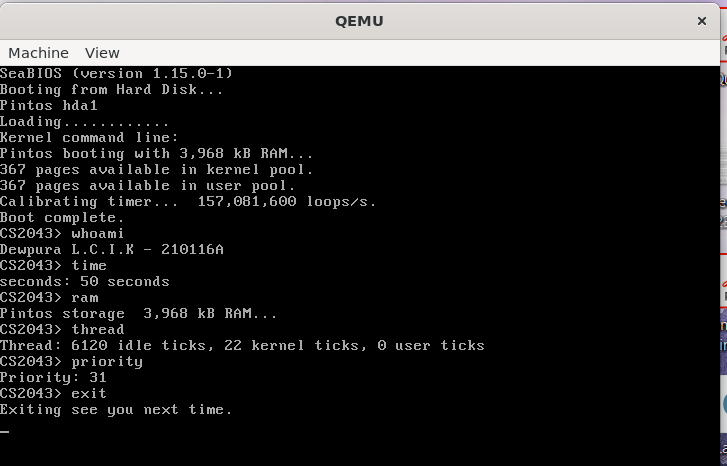 QEMU
Machine View
SeaBIOS (version 1.15.0-1)
Booting from Hard Disk...
Pintos hda1
Loading............
Kernel command line:
Pintos booting with 3,968 kB RAM...
367 pages available in kernel pool.
367 pages available in user pool.
Calibrating timer...  157,081,600 loops/s.
Boot complete.
CS2043> whoami
Dewpura L.C.I.K - 210116A
CS2043> time
seconds: 50 seconds
CS2043> ram
Pintos storage  3,968 kB RAM...
CS2043> thread
Thread: 6120 idle ticks, 22 kernel ticks, 0 user ticks
CS2043> priority
Priority: 31
CS2043> exit
Exiting see you next time.